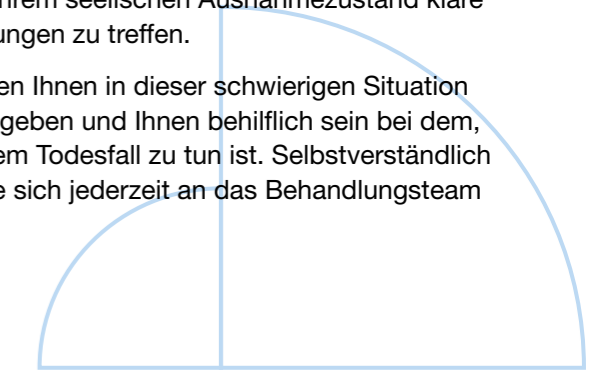 hrem seelischen Ausnahmezustand klare
ungen zu treffen.
en Ihnen in dieser schwierigen Situation
geben und Ihnen behilflich sein bei dem,
em Todesfall zu tun ist. Selbstverständlich
e sich jederzeit an das Behandlungsteam